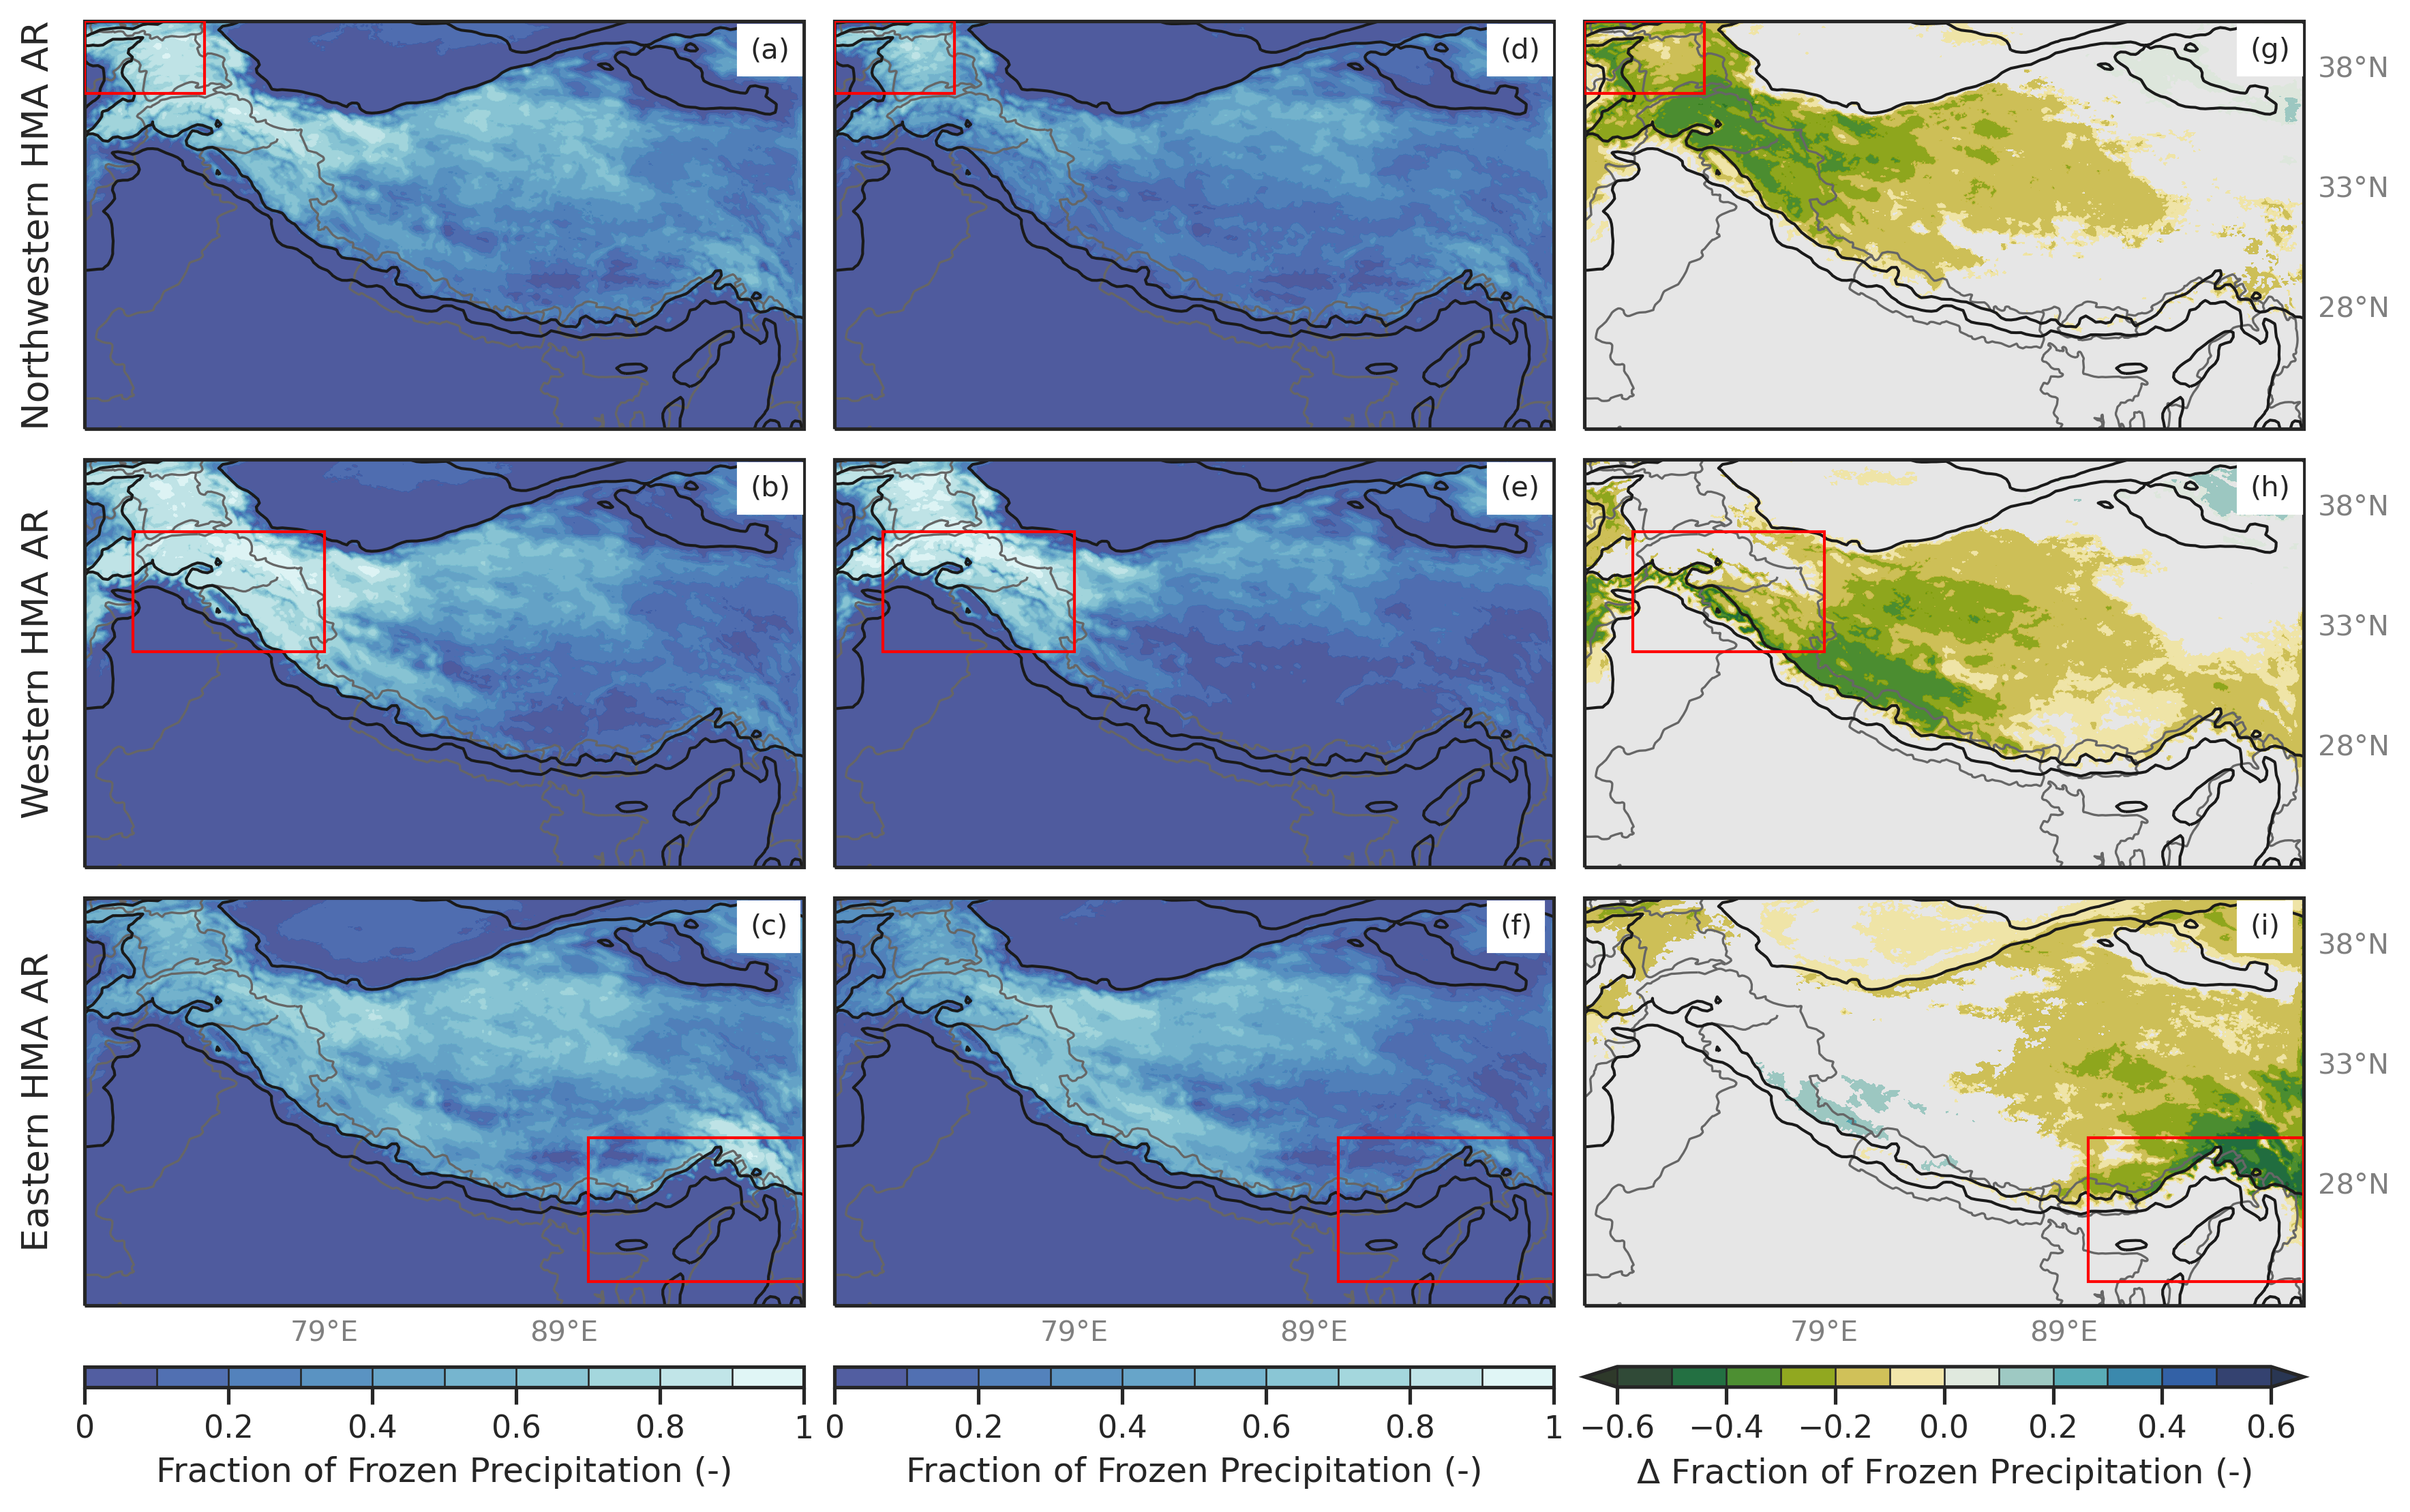 Northwestern HMA AR
(a)
(d)
(g)
38°N
33°N
28°N
Western HMA AR
(b)
(e)
(h)
38°N
33°N
28°N
Eastern HMA AR
(c)
(f)
(i)
38°N
33°N
28°N
79°E 89°E
79°E 89°E
79°E 89°E
0 0.2 0.4 0.6 0.8 1
0 0.2 0.4 0.6 0.8 1
−0.6 −0.4 −0.2 0.0 0.2 0.4 0.6
Fraction of Frozen Precipitation (-)
Fraction of Frozen Precipitation (-)
Δ Fraction of Frozen Precipitation (-)